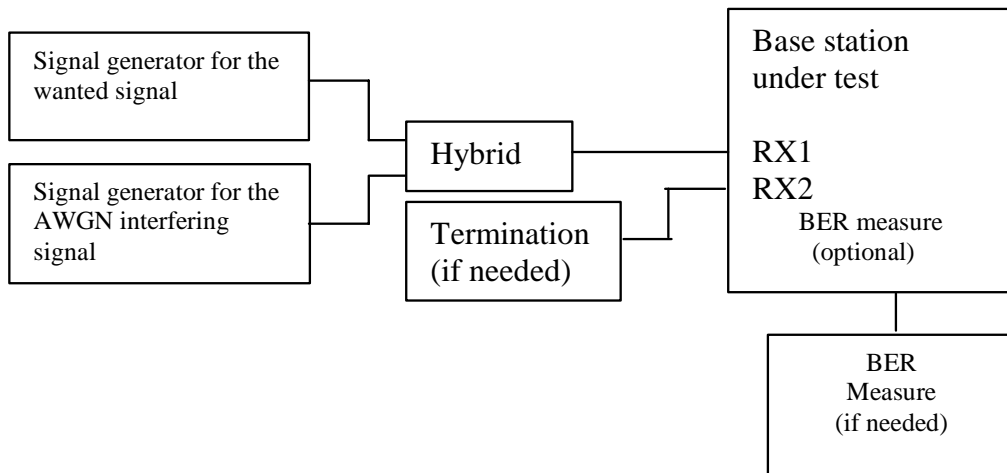 Signal generator for the
wanted signal
Signal generator for the
AWGN interfering
signal
Hybrid
Termination
(if needed)
Base station
under test
RX1
RX2
BER measure
(optional)
BER
Measure
(if needed)